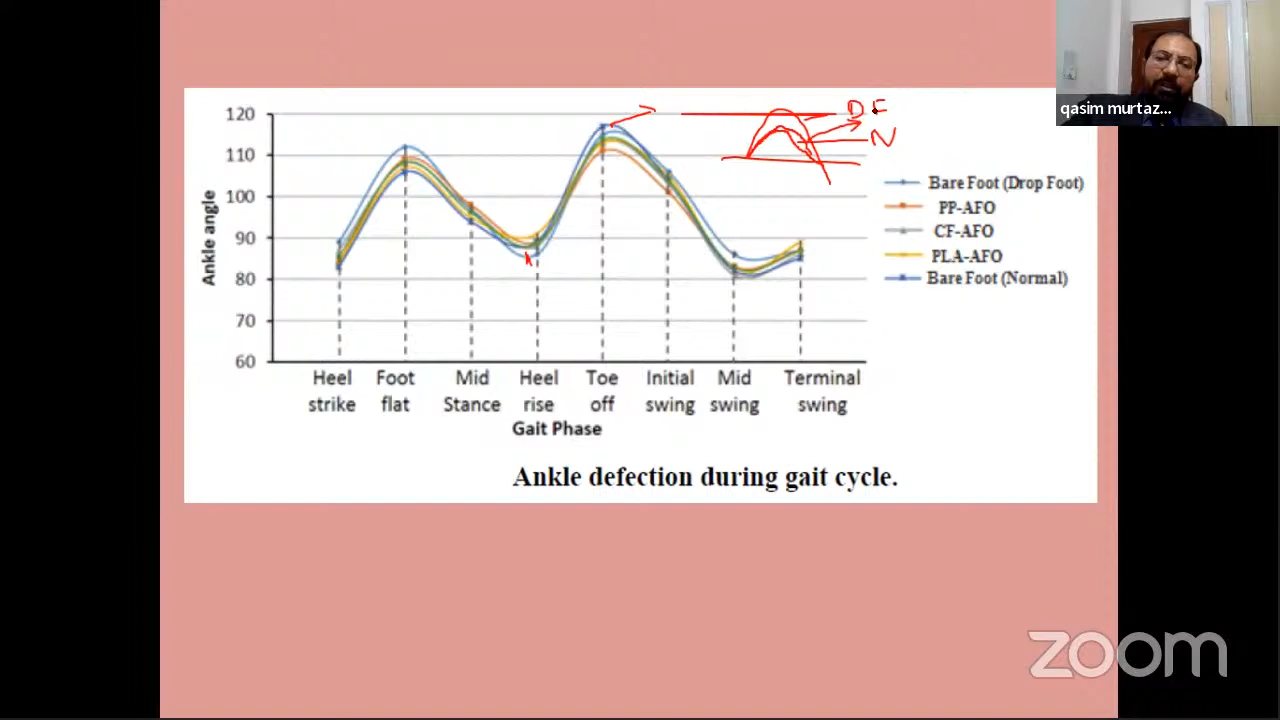 120
110
100
90
80
70
60
Ankle angle
Heel strike
Foot flat
Mid Stance
Heel rise
Toe off
Initial swing
Mid swing
Terminal swing
Gait Phase
DF
N
Bare Foot (Drop Foot)
PP-AFO
CF-AFO
PLA-AFO
Bare Foot (Normal)
Ankle defection during gait cycle.
qasim murtaz...
zoom